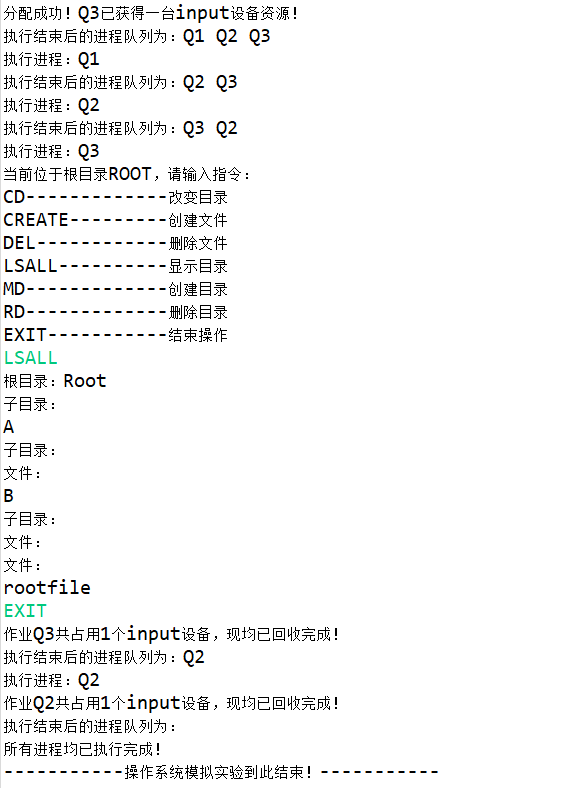 分配成功！Q3已获得一台input设备资源！
执行结束后的进程队列为：Q1 Q2 Q3
执行进程：Q1
执行结束后的进程队列为：Q2 Q3
执行进程：Q2
执行结束后的进程队列为：Q3 Q2
执行进程：Q3
当前位于根目录ROOT，请输入指令：
CD-------------改变目录
CREATE---------创建文件
DEL------------删除文件
LSALL----------显示目录
MD-------------创建目录
RD-------------删除目录
EXIT-----------结束操作
LSALL
根目录：Root
子目录：
A
子目录：
文件：
B
子目录：
文件：
文件：
rootfile
EXIT
作业Q3共占用1个input设备，现均已回收完成！
执行结束后的进程队列为：Q2
执行进程：Q2
作业Q2共占用1个input设备，现均已回收完成！
执行结束后的进程队列为：
所有进程均已执行完成！
-----------操作系统模拟实验到此结束！-----------